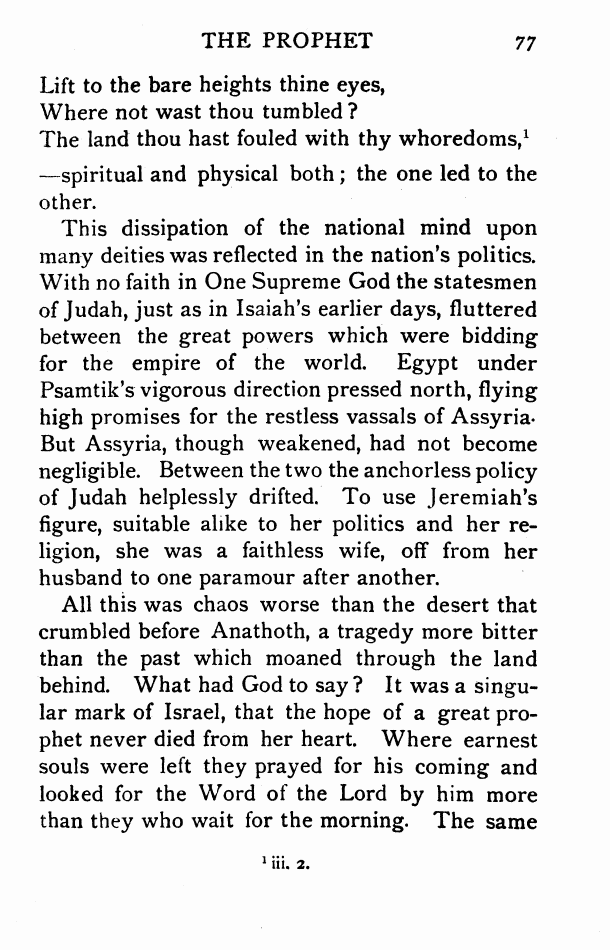 THE PROPHET 77
Lift to the bare heights thine eyes,
Where not wast thou tumbled ?
The land thou hast fouled with thy whoredoms,¹
—spiritual and physical both ; the one led to the
other.
This dissipation of the national mind upon
many deities was reflected in the nation's politics.
With no faith in One Supreme God the statesmen
of Judah, just as in Isaiah's earlier days, fluttered
between the great powers which were bidding
for the empire of the world. Egypt under
Psamtik's vigorous direction pressed north, flying
high promises for the restless vassals of Assyria.
But Assyria, though weakened, had not become
negligible. Between the two the anchorless policy
of Judah helplessly drifted. To use Jeremiah's
figure, suitable alike to her politics and her re-
ligion, she was a faithless wife, off from her
husband to one paramour after another.
All this was chaos worse than the desert that
crumbled before Anathoth, a tragedy more bitter
than the past which moaned through the land
behind. What had God to say ? It was a singu-
lar mark of Israel, that the hope of a great pro-
phet never died from her heart. Where earnest
souls were left they prayed for his coming and
looked for the Word of the Lord by him more
than they who wait for the morning. The same
¹ iii. 2.